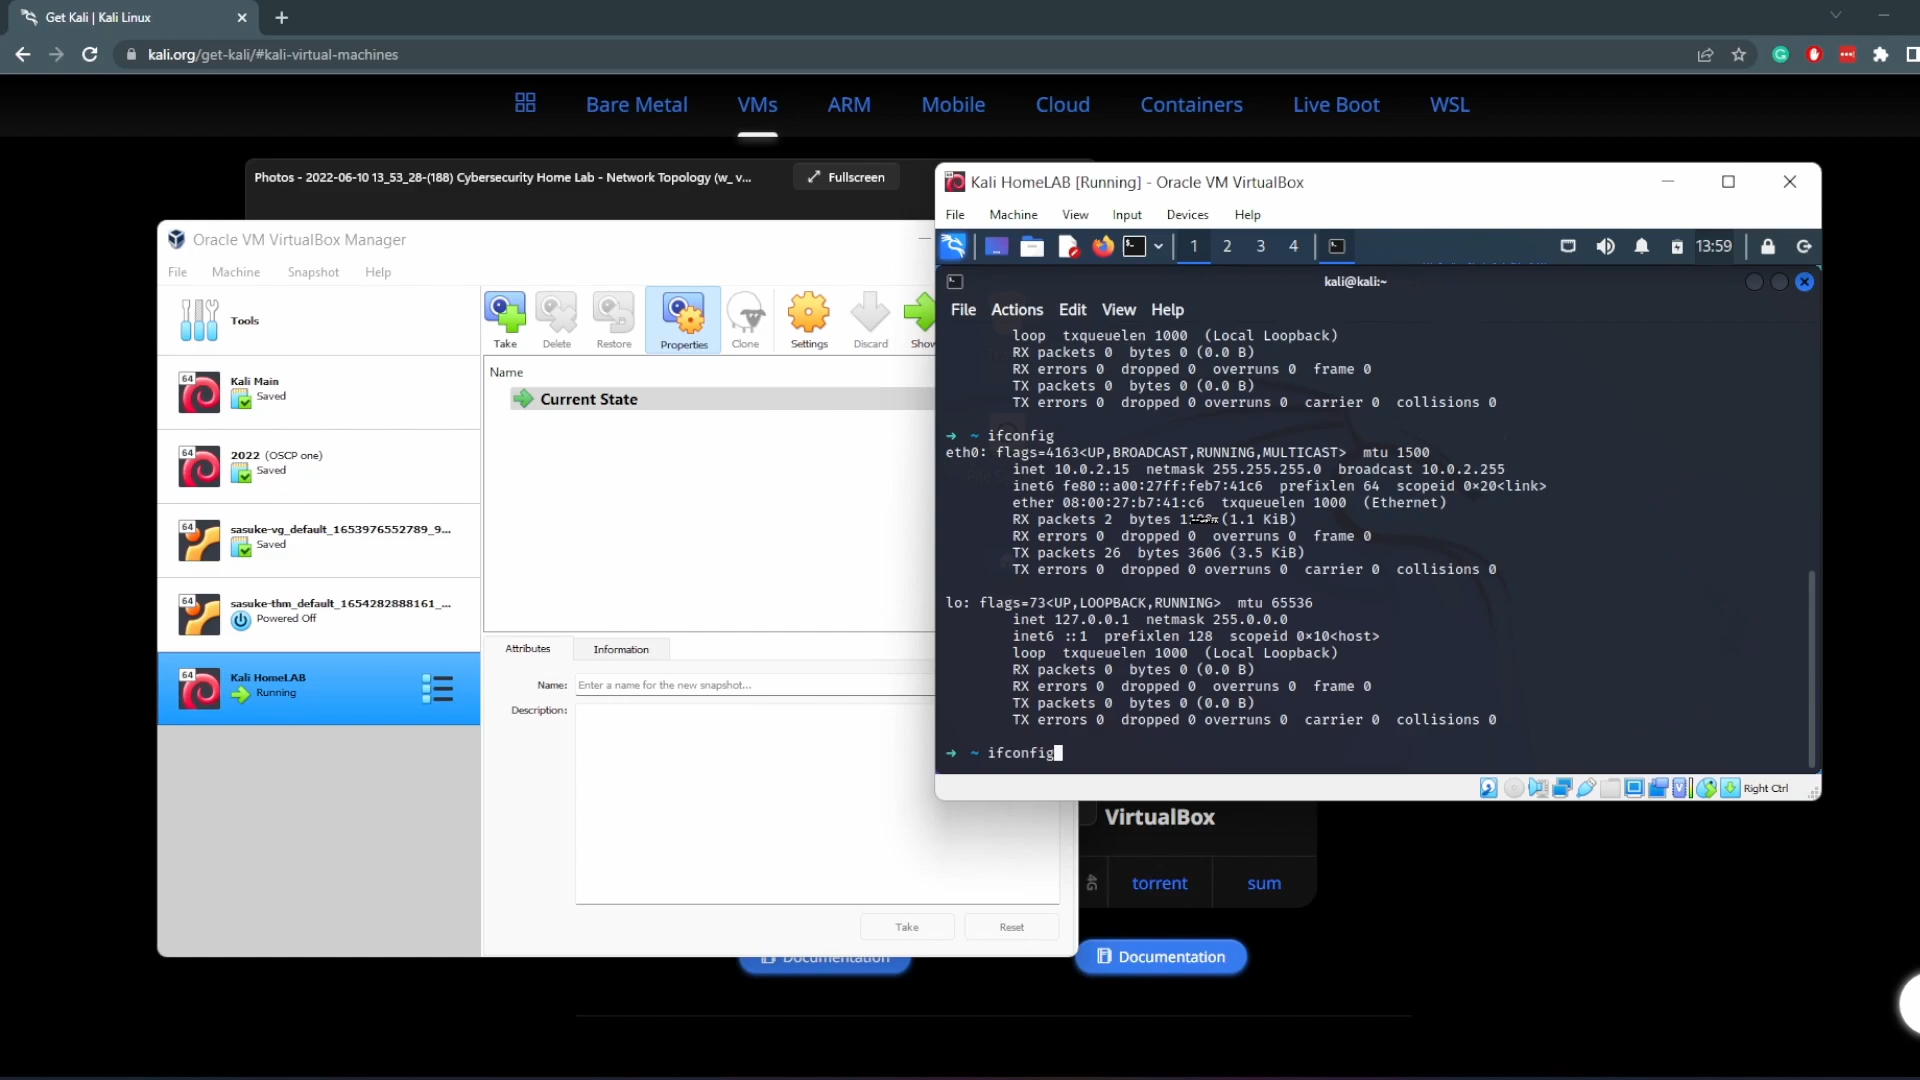 Get Kali | Kali Linux
kali.org/get-kali/#kali-virtual-machines
Bare Metal VMs ARM Mobile Cloud Containers Live Boot WSL
Photos - 2022-06-10 13_53_28-(188) Cybersecurity Home Lab - Network Topology (w_ v...
Fullscreen
Oracle VM VirtualBox Manager
File Machine Snapshot Help
Tools
Take Delete Restore Properties Clone Settings Discard Show
64
Kali Main
Saved
64
2022 (OSCP one)
Saved
64
sasuke-vg_default_1653976552789_9...
Saved
64
sasuke-thm_default_1654282888161_...
Powered Off
64
Kali HomeLAB
Running
Name
Current State
Attributes Information
Name: Enter a name for the new snapshot...
Description:
Take Reset
Kali HomeLAB [Running] - Oracle VM VirtualBox
File Machine View Input Devices Help
1 2 3 4 13:59
kali@kali:~
File Actions Edit View Help
loop txqueuelen 1000 (Local Loopback)
RX packets 0 bytes 0 (0.0 B)
RX errors 0 dropped 0 overruns 0 frame 0
TX packets 0 bytes 0 (0.0 B)
TX errors 0 dropped 0 overruns 0 carrier 0 collisions 0
→ ~ ifconfig
eth0: flags=4163<UP,BROADCAST,RUNNING,MULTICAST> mtu 1500
inet 10.0.2.15 netmask 255.255.255.0 broadcast 10.0.2.255
inet6 fe80::a00:27ff:feb7:41c6 prefixlen 64 scopeid 0×20<link>
ether 08:00:27:b7:41:c6 txqueuelen 1000 (Ethernet)
RX packets 2 bytes (1.1 KiB)
RX errors 0 dropped 0 overruns 0 frame 0
TX packets 26 bytes 3606 (3.5 KiB)
TX errors 0 dropped 0 overruns 0 carrier 0 collisions 0
lo: flags=73<UP,LOOPBACK,RUNNING> mtu 65536
inet 127.0.0.1 netmask 255.0.0.0
inet6 ::1 prefixlen 128 scopeid 0×10<host>
loop txqueuelen 1000 (Local Loopback)
RX packets 0 bytes 0 (0.0 B)
RX errors 0 dropped 0 overruns 0 frame 0
TX packets 0 bytes 0 (0.0 B)
TX errors 0 dropped 0 overruns 0 carrier 0 collisions 0
→ ~ ifconfig
Right Ctrl
VirtualBox
4G torrent sum
Documentation Documentation